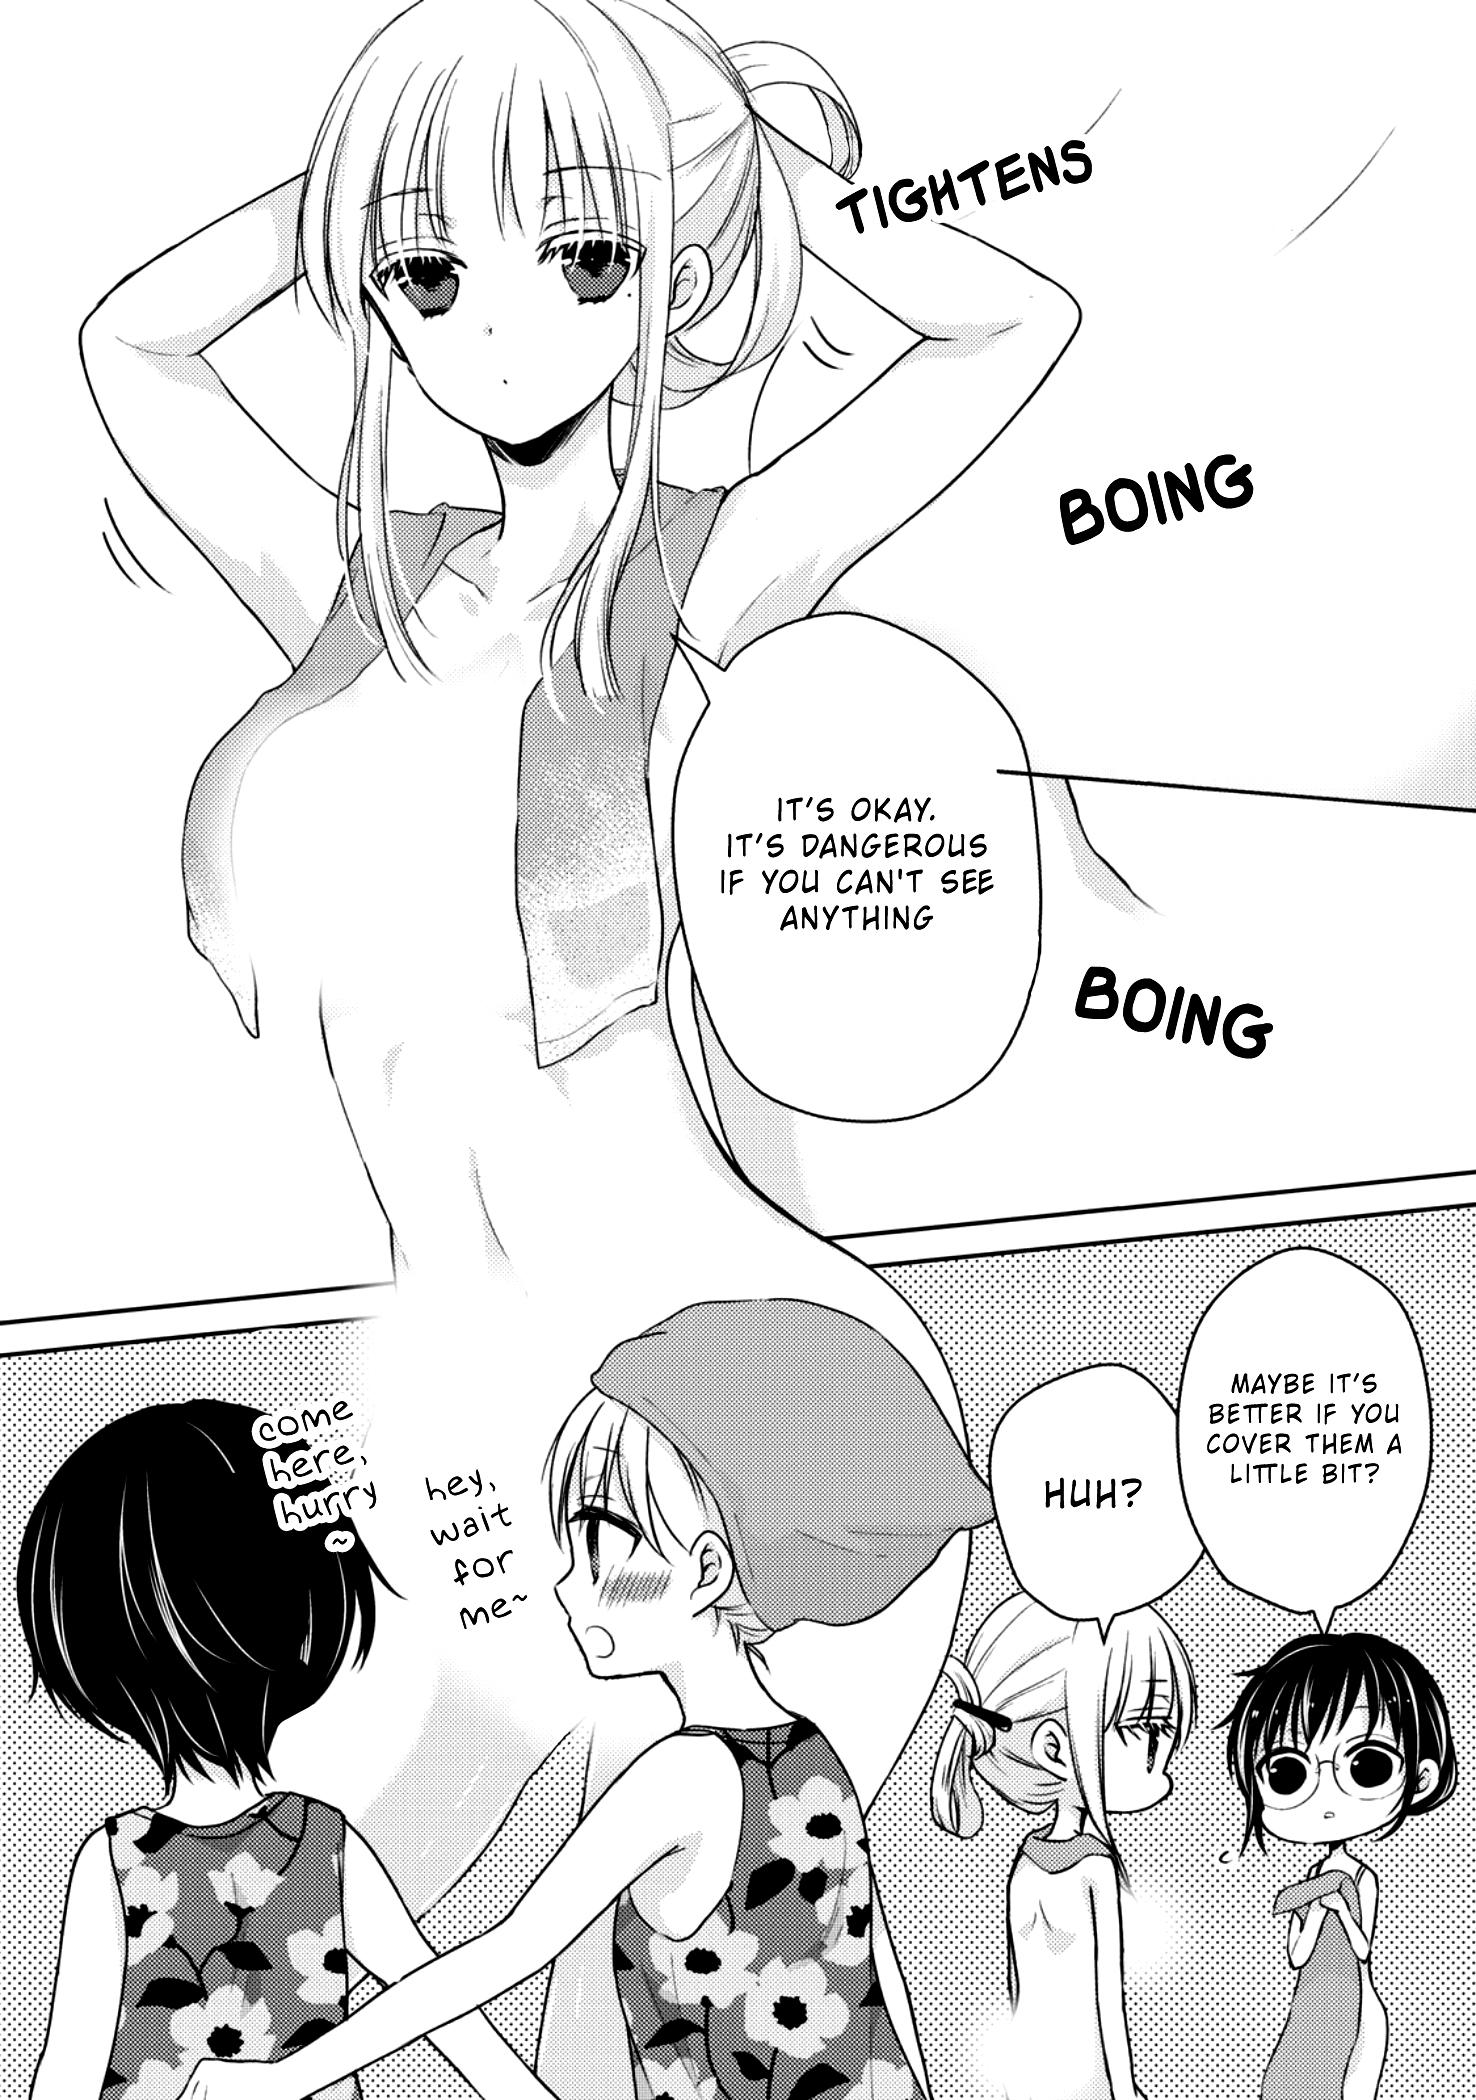 TIGHTENS
BOING
IT'S OKAY.
IT'S DANGEROUS
IF YOU CAN'T SEE
ANYTHING
BOING
MAYBE IT'S
BETTER IF YOU
COVER THEM A
LITTLE BIT?
HUH?
come
here,
hurry
~
hey,
wait
for
me~